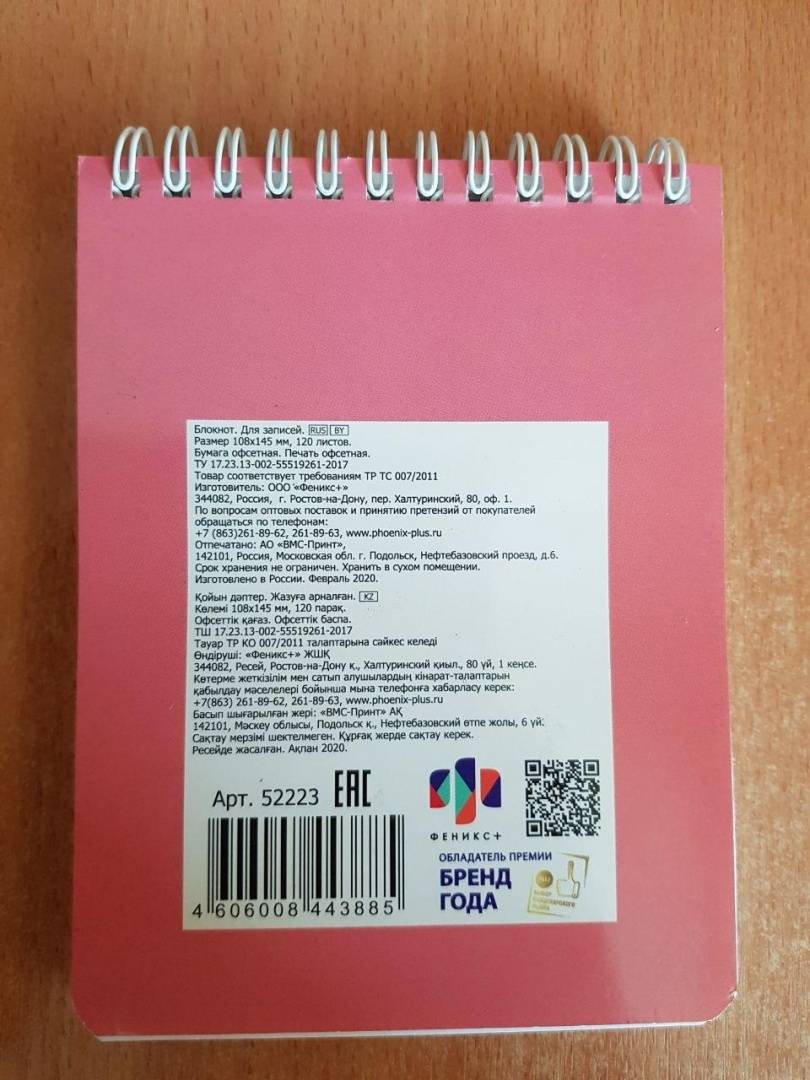 Блокнот. Для записей. RUS BY
Размер 108х145 мм, 120 листов.
Бумага офсетная. Печать офсетная.
ТУ 17.23.13-002-55519261-2017
Товар соответствует требованиям ТР ТС 007/2011
Изготовитель: ООО «Феникс+»
344082, Россия, г. Ростов-на-Дону, пер. Халтуринский, 80, оф. 1.
По вопросам оптовых поставок и принятию претензий от покупателей
обращаться по телефонам:
+7 (863)261-89-62, 261-89-63, www.phoenix-plus.ru
Отпечатано: АО «ВМС-Принт»,
142101, Россия, Московская обл. г. Подольск, Нефтебазовский проезд, д.6.
Срок хранения не ограничен. Хранить в сухом помещении.
Изготовлено в России. Февраль 2020.
Қойын дәптер. Жазуға арналған. KZ
Көлемі 108х145 мм, 120 парақ.
Офсеттік қағаз. Офсеттік баспа.
ТШ 17.23.13-002-55519261-2017
Тауар ТР КО 007/2011 талаптарына сәйкес келеді
Өндіруші: «Феникс+» ЖШҚ
344082, Ресей, Ростов-на-Дону қ., Халтуринский қиыл., 80 үй, 1 кеңсе.
Көтерме жеткізілім мен сатып алушылардың кінарат-талаптарын
қабылдау мәселелері бойынша мына телефонға хабарласу керек:
+7(863) 261-89-62, 261-89-63, www.phoenix-plus.ru
Басып шығарылған жері: «ВМС-Принт» АҚ
142101, Мәскеу облысы, Подольск қ., Нефтебазовский өтпе жолы, 6 үй.
Сақтау мерзімі шектелмеген. Құрғақ жерде сақтау керек.
Ресейде жасалған. Ақпан 2020.
Арт. 52223 EAC
ФЕНИКС+
4 606008 443885
ОБЛАДАТЕЛЬ ПРЕМИИ
БРЕНД
ГОДА